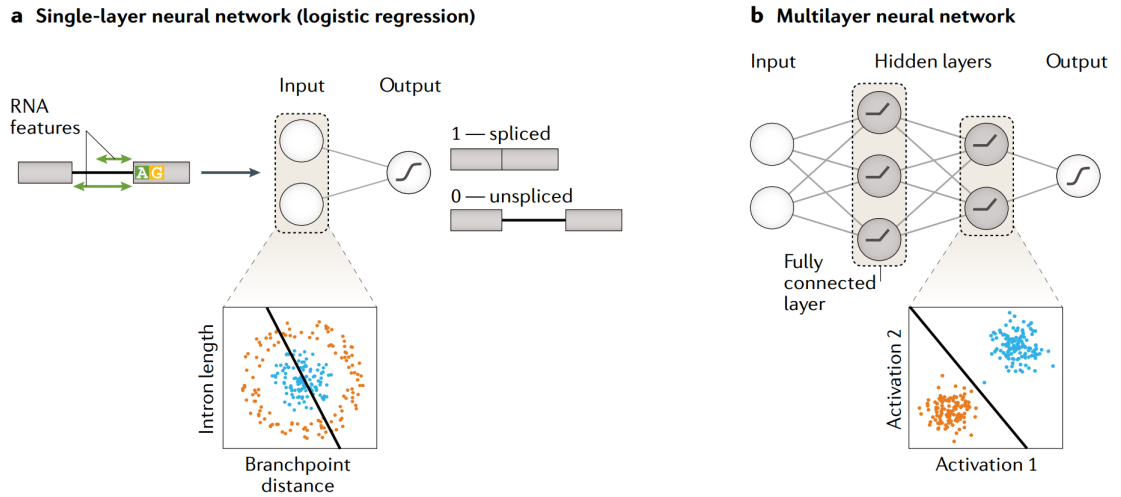 a Single-layer neural network (logistic regression)
Input
Output
RNA
features
AG
1 — spliced
0 — unspliced
Intron length
Branchpoint
distance
b Multilayer neural network
Input
Hidden layers
Output
Fully
connected
layer
Activation 2
Activation 1